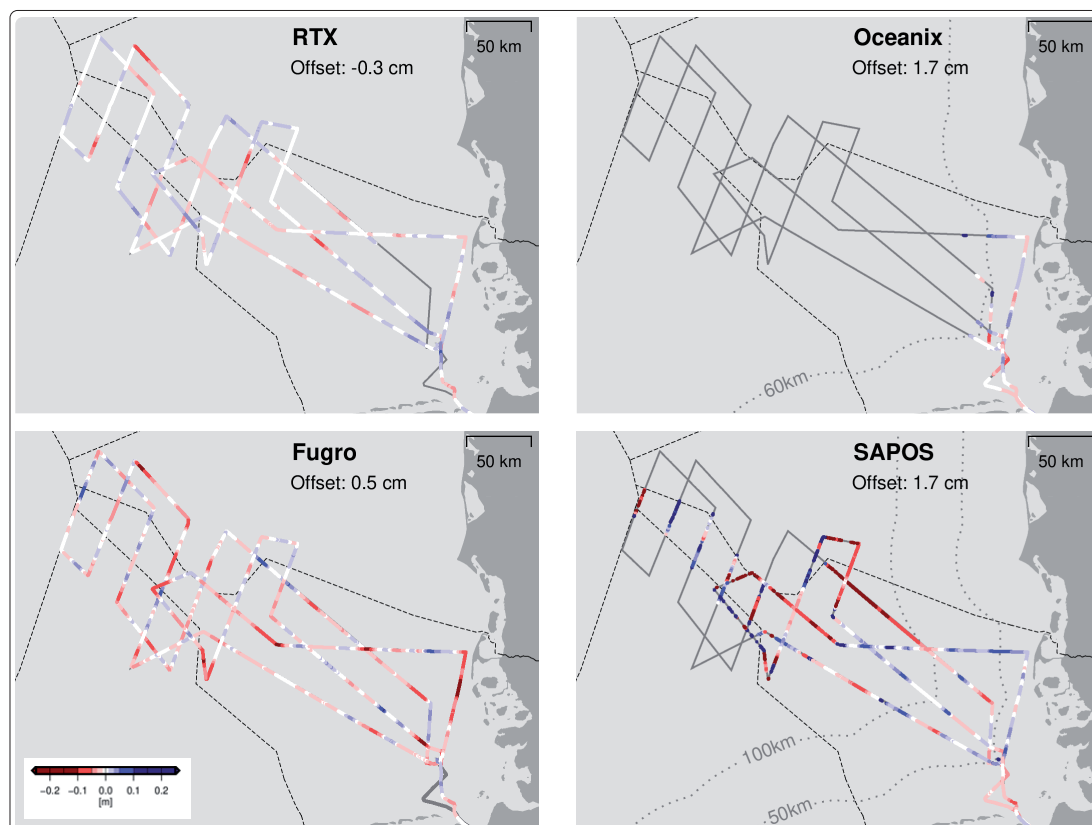 RTX
Offset: -0.3 cm
50 km
Oceanix
Offset: 1.7 cm
50 km
60km
Fugro
Offset: 0.5 cm
50 km
−0.2 −0.1 0.0 0.1 0.2
[m]
SAPOS
Offset: 1.7 cm
50 km
100km
50km